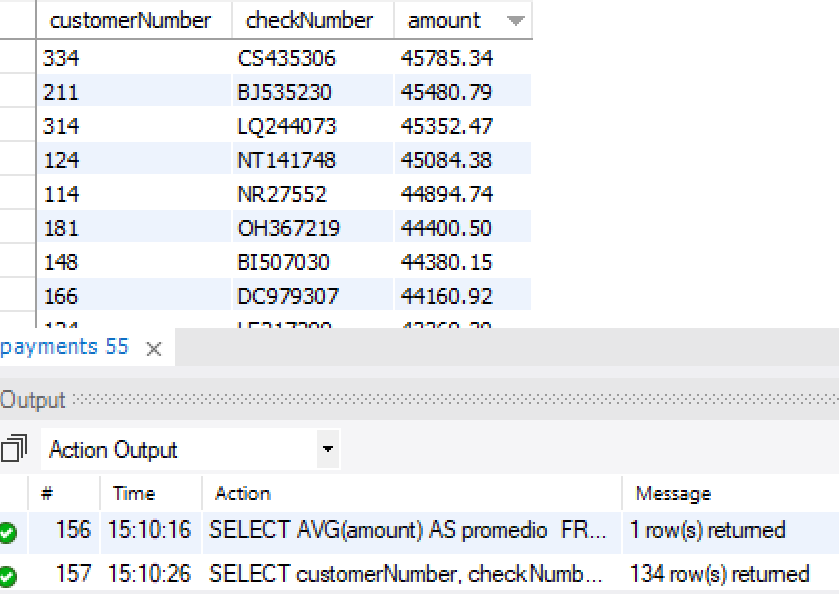 customerNumber checkNumber amount
334 CS435306 45785.34
211 BJ535230 45480.79
314 LQ244073 45352.47
124 NT141748 45084.38
114 NR27552 44894.74
181 OH367219 44400.50
148 BI507030 44380.15
166 DC979307 44160.92
payments 55
Output
Action Output
# Time Action Message
156 15:10:16 SELECT AVG(amount) AS promedio FR... 1 row(s) returned
157 15:10:26 SELECT customerNumber, checkNumb... 134 row(s) returned